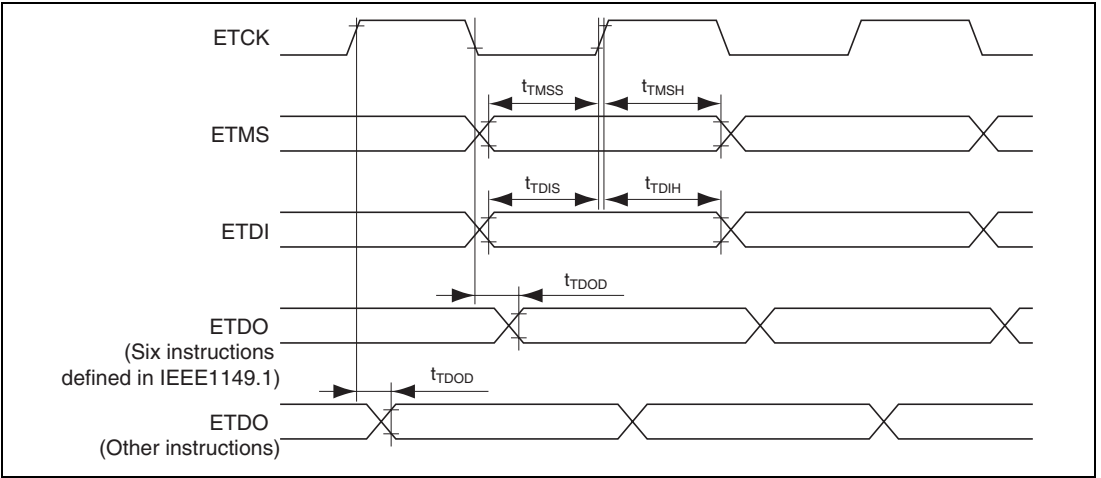 ETCK
tTMSS
tTMSH
ETMS
tTDIS
tTDIH
ETDI
tTDOD
ETDO
(Six instructions
defined in IEEE1149.1)
tTDOD
ETDO
(Other instructions)